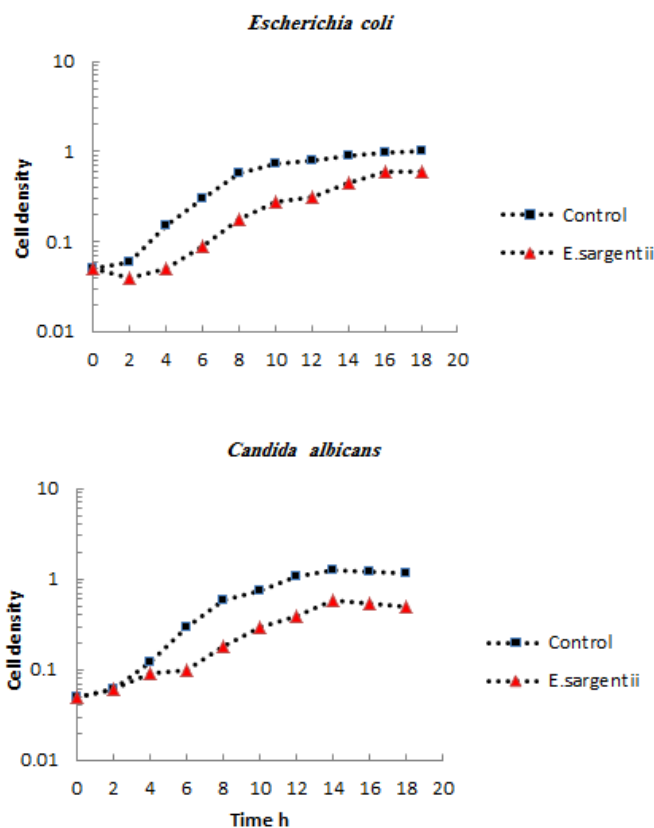 Escherichia coli
10
1
0.1
0.01
Cell density
0 2 4 6 8 10 12 14 16 18 20
Control
E.sargentii
Candida albicans
10
1
0.1
0.01
Cell density
0 2 4 6 8 10 12 14 16 18 20
Time h
Control
E.sargentii